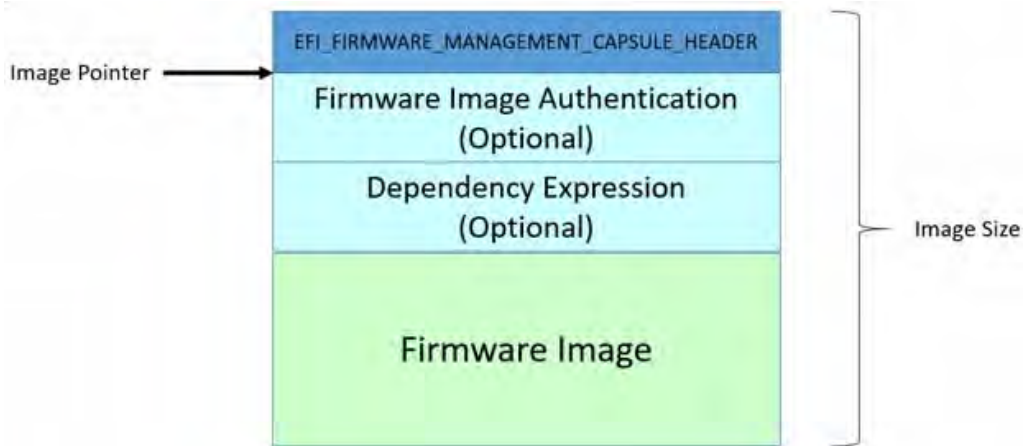 EFI_FIRMWARE_MANAGEMENT_CAPSULE_HEADER
Image Pointer
Firmware Image Authentication
(Optional)
Dependency Expression
(Optional)
Image Size
Firmware Image